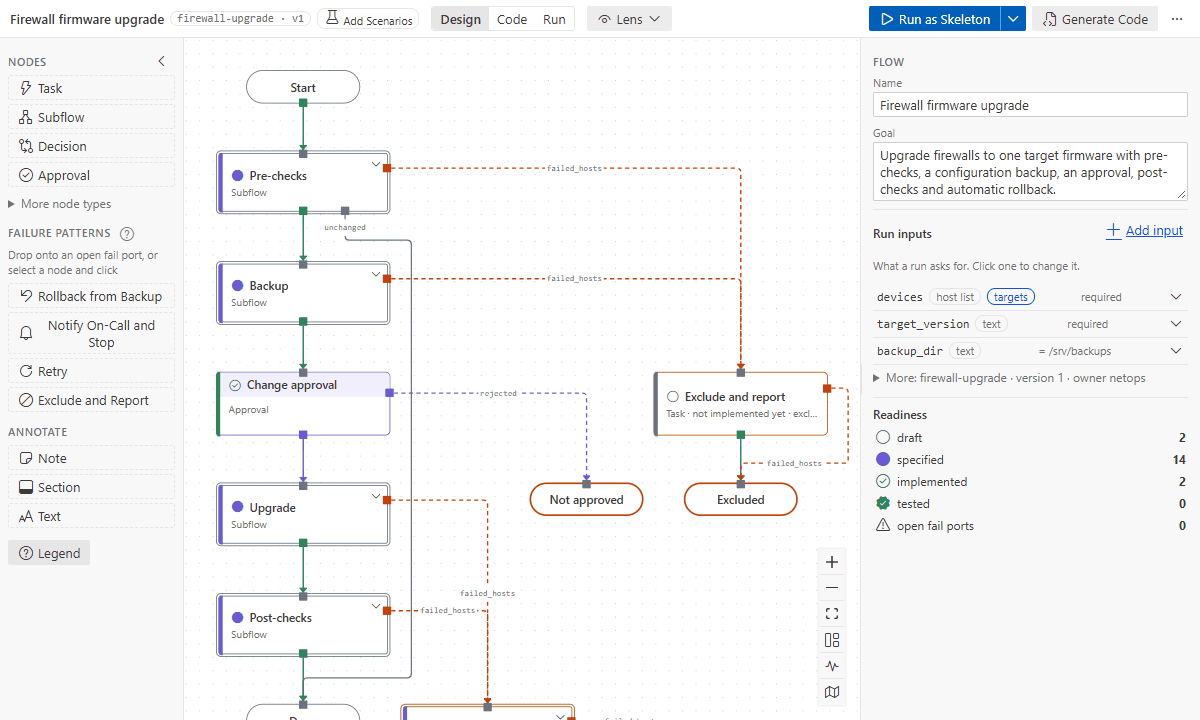 Firewall firmware upgrade
firewall-upgrade · v1
Add Scenarios
Design
Code
Run
Lens
Run as Skeleton
Generate Code
NODES
Task
Subflow
Decision
Approval
More node types
FAILURE PATTERNS
Drop onto an open fail port, or
select a node and click
Rollback from Backup
Notify On-Call and
Stop
Retry
Exclude and Report
ANNOTATE
Note
Section
Text
Legend
Start
Pre-checks
Subflow
failed_hosts
unchanged
Backup
Subflow
failed_hosts
Change approval
Approval
rejected
Exclude and report
Task · not implemented yet · excl...
failed_hosts
Not approved
Excluded
Upgrade
Subflow
failed_hosts
Post-checks
Subflow
failed_hosts
FLOW
Name
Firewall firmware upgrade
Goal
Upgrade firewalls to one target firmware with pre-
checks, a configuration backup, an approval, post-
checks and automatic rollback.
Run inputs
Add input
What a run asks for. Click one to change it.
devices host list targets required
target_version text required
backup_dir text = /srv/backups
More: firewall-upgrade · version 1 · owner netops
Readiness
draft 2
specified 14
implemented 2
tested 0
open fail ports 0